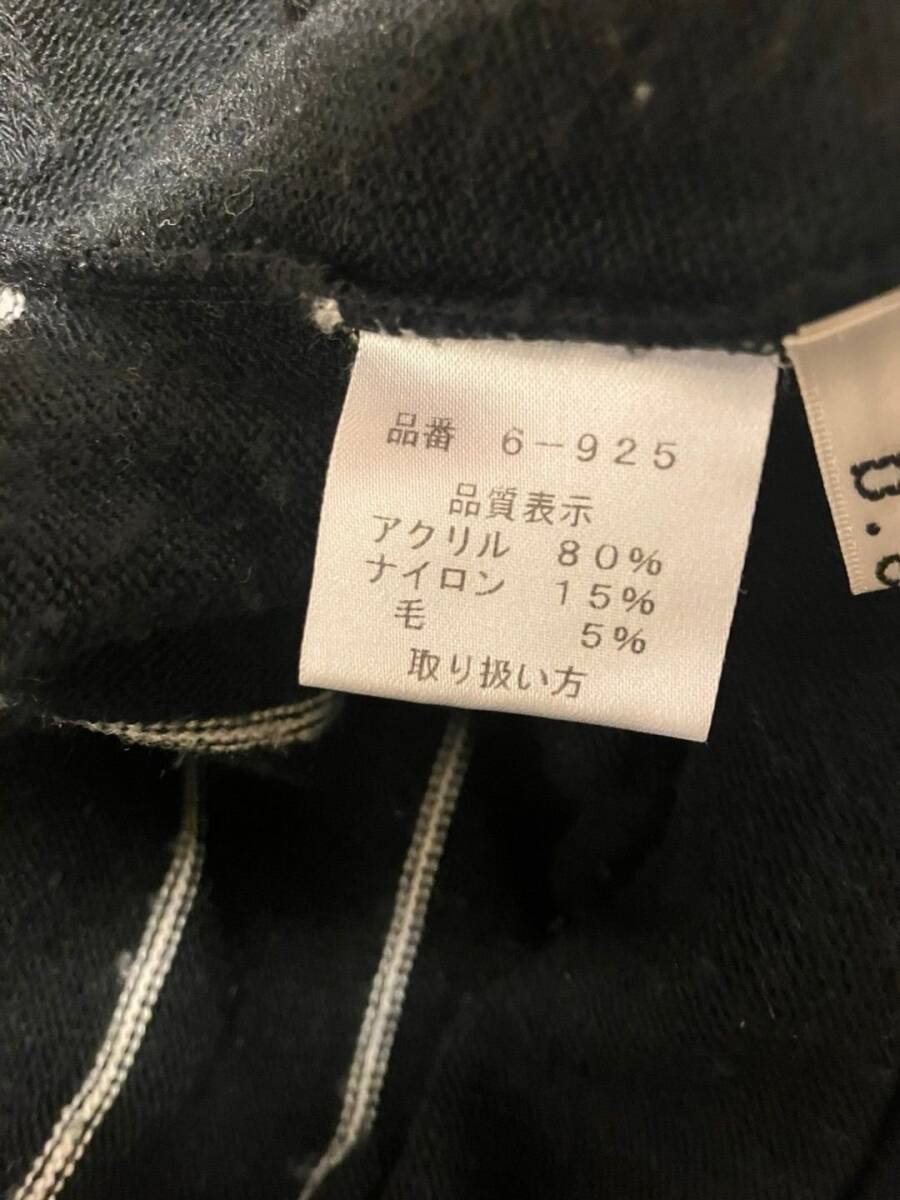 品番 6-925
品質表示
アクリル 80%
ナイロン 15%
毛 5%
取り扱い方